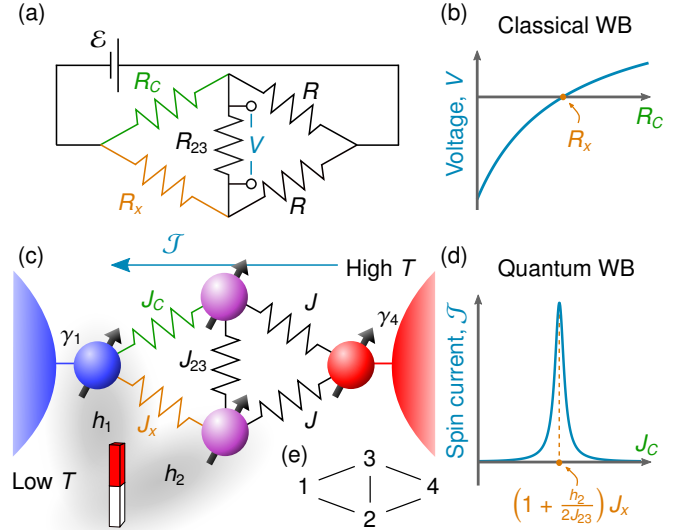 (a)
ℰ
R_C
R
R_23
V
R_x
R
(b)
Classical WB
Voltage, V
R_C
R_x
(c)
𝒥
High T
γ_1
J_C
J
γ_4
J_23
J_x
J
h_1
h_2
Low T
(d)
Quantum WB
Spin current, 𝒥
J_C
(1 + h_2/2J_23) J_x
(e)
3
1 4
2